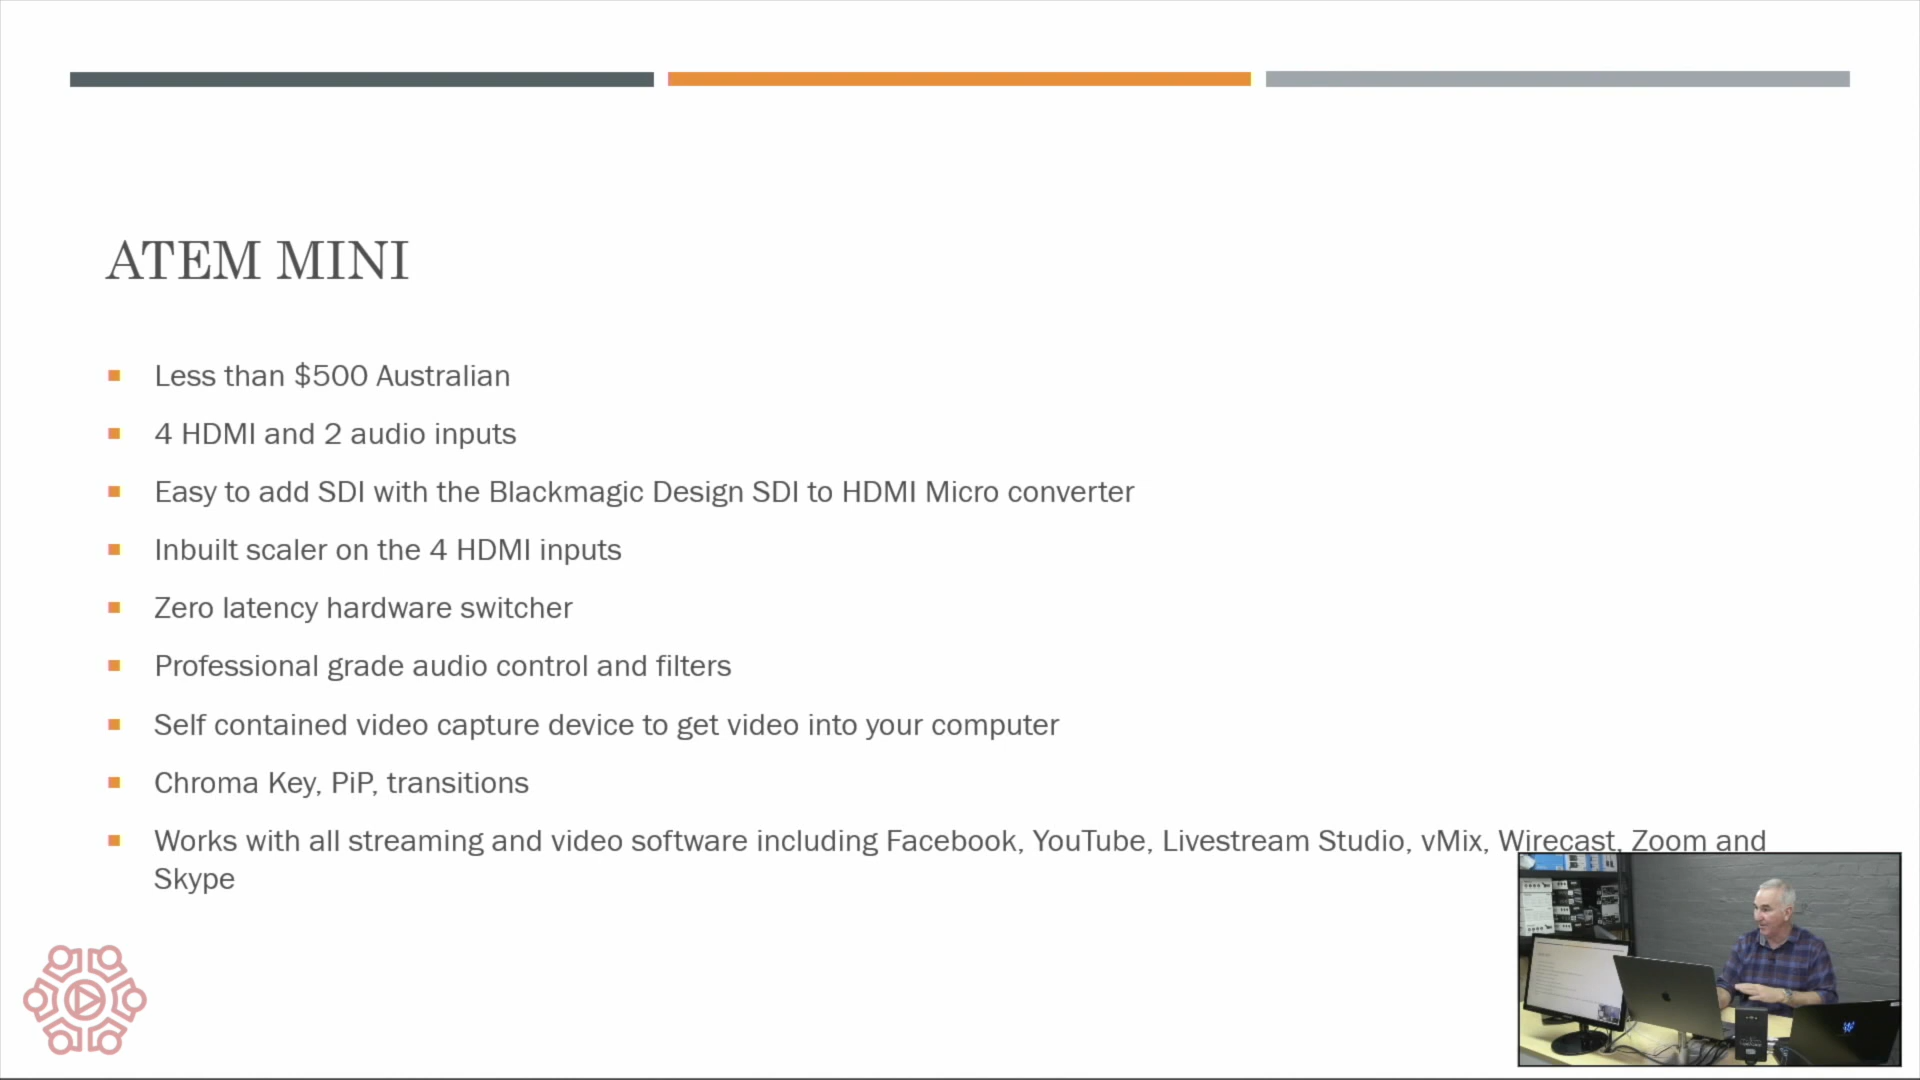 ATEM MINI
Less than $500 Australian
4 HDMI and 2 audio inputs
Easy to add SDI with the Blackmagic Design SDI to HDMI Micro converter
Inbuilt scaler on the 4 HDMI inputs
Zero latency hardware switcher
Professional grade audio control and filters
Self contained video capture device to get video into your computer
Chroma Key, PiP, transitions
Works with all streaming and video software including Facebook, YouTube, Livestream Studio, vMix, Wirecast, Zoom and
Skype